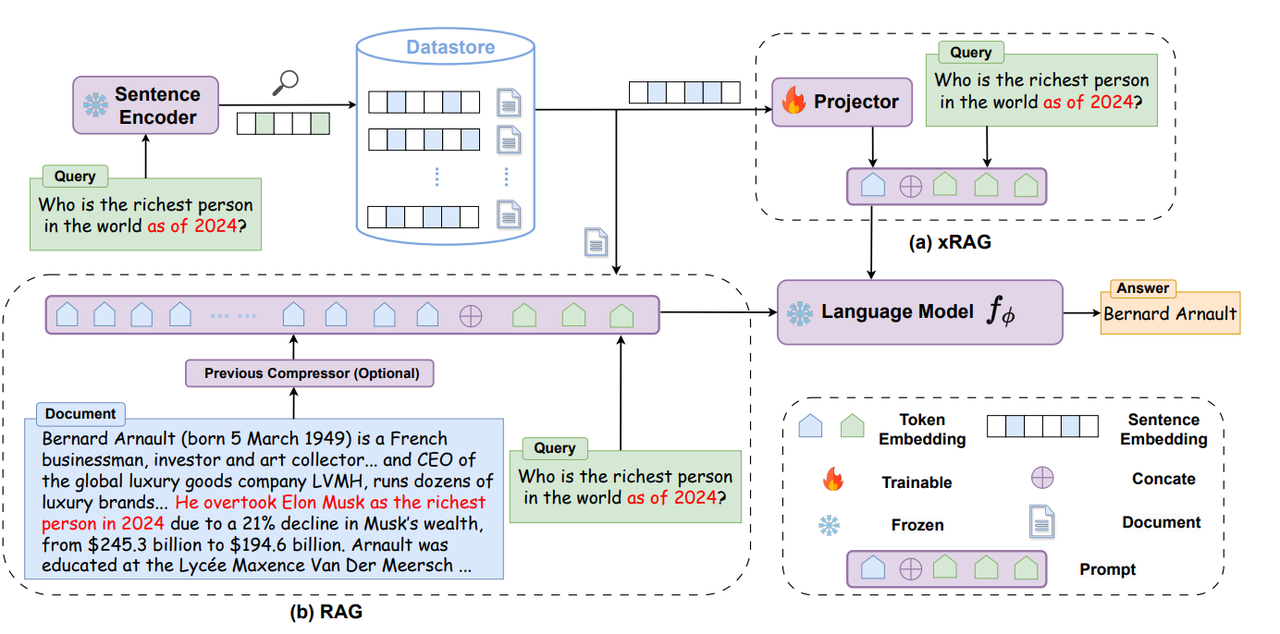 Datastore
Sentence
Encoder
Query
Who is the richest person
in the world as of 2024?
Projector
Query
Who is the richest person
in the world as of 2024?
(a) xRAG
Language Model fϕ
Answer
Bernard Arnault
Previous Compressor (Optional)
Document
Bernard Arnault (born 5 March 1949) is a French
businessman, investor and art collector... and CEO of
the global luxury goods company LVMH, runs dozens of
luxury brands... He overtook Elon Musk as the richest
person in 2024 due to a 21% decline in Musk's wealth,
from $245.3 billion to $194.6 billion. Arnault was
educated at the Lycée Maxence Van Der Meersch ...
Query
Who is the richest person
in the world as of 2024?
(b) RAG
Token
Embedding
Sentence
Embedding
Trainable
Concate
Frozen
Document
Prompt